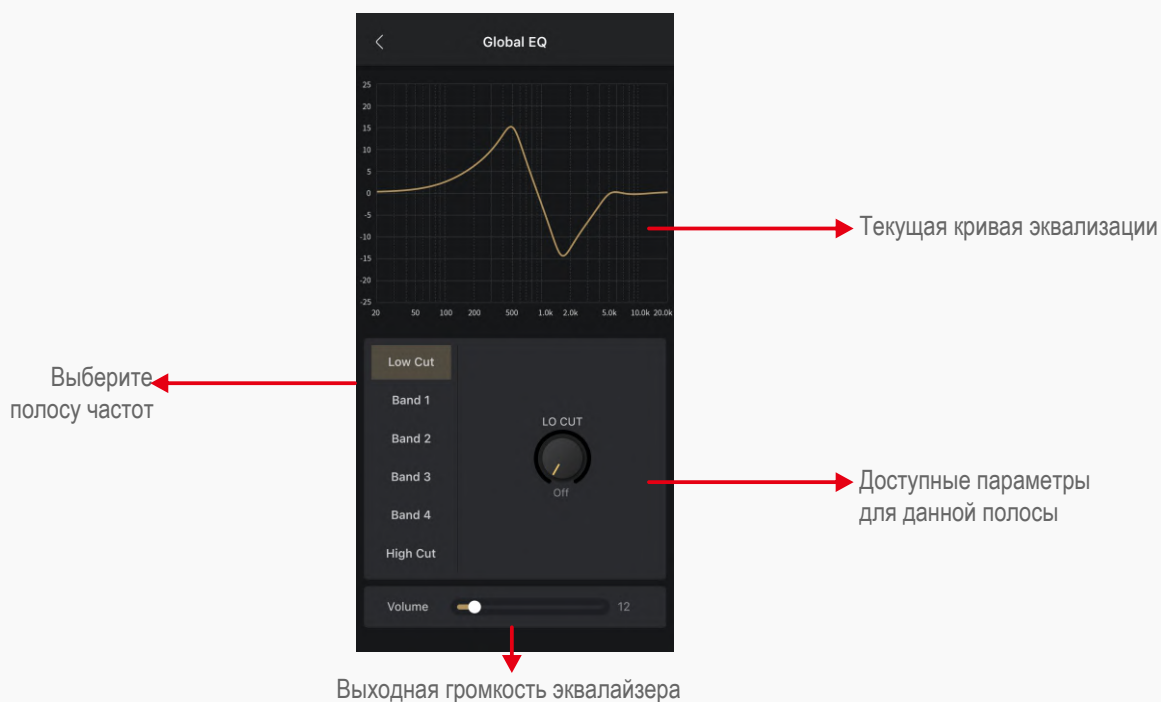 Global EQ
25
20
15
10
5
0
-5
-10
-15
-20
-25
20 50 100 200 500 1.0k 2.0k 5.0k 10.0k 20.0k
Текущая кривая эквализации
Выберите
полосу частот
Low Cut
Band 1
Band 2
Band 3
Band 4
High Cut
LO CUT
Off
Доступные параметры
для данной полосы
Volume 12
Выходная громкость эквалайзера